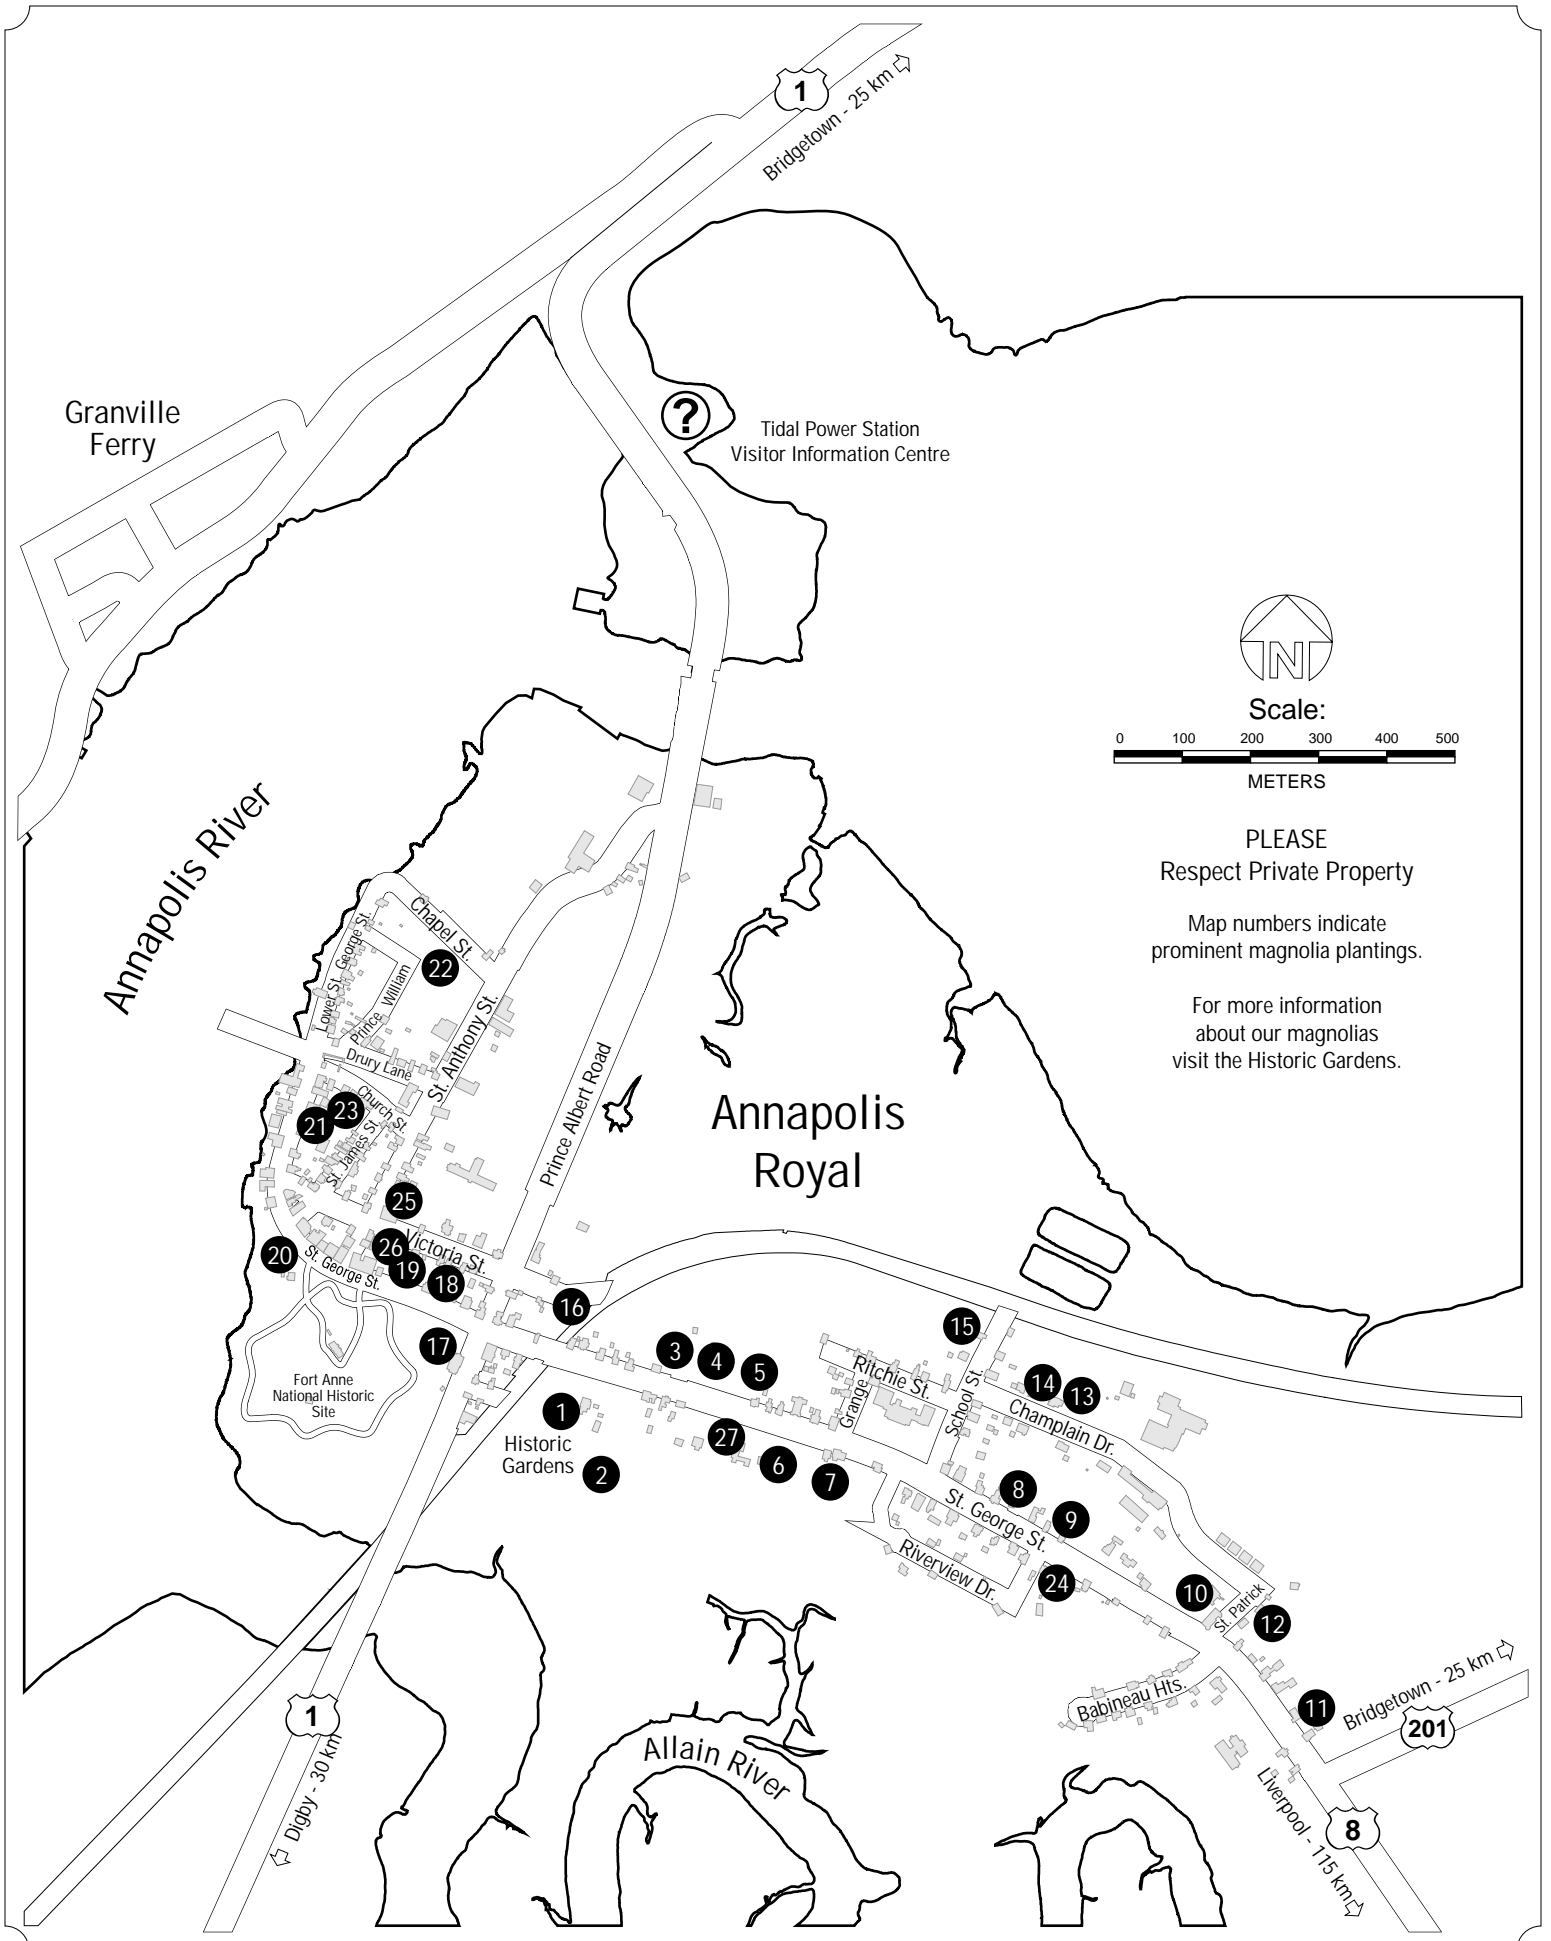 1
Bridgetown - 25 km
Granville
Ferry
?
Tidal Power Station
Visitor Information Centre
N
Scale:
0 100 200 300 400 500
METERS
PLEASE
Respect Private Property
Map numbers indicate
prominent magnolia plantings.
For more information
about our magnolias
visit the Historic Gardens.
Annapolis River
Chapel St.
22
Lower St. George St.
Prince William
Drury Lane
St. Anthony St.
Church St.
23
21
St. James St.
Prince Albert Road
Annapolis
Royal
25
Victoria St.
26
19
18
20
St. George St.
16
17
Fort Anne
National Historic
Site
1
Historic
Gardens
2
3
4
5
27
6
7
15
Ritchie St.
Grange
School St.
14
13
Champlain Dr.
8
9
St. George St.
Riverview Dr.
24
10
St. Patrick
12
11
Babineau Hts.
Bridgetown - 25 km
201
Liverpool - 115 km
8
1
Digby - 30 km
Allain River